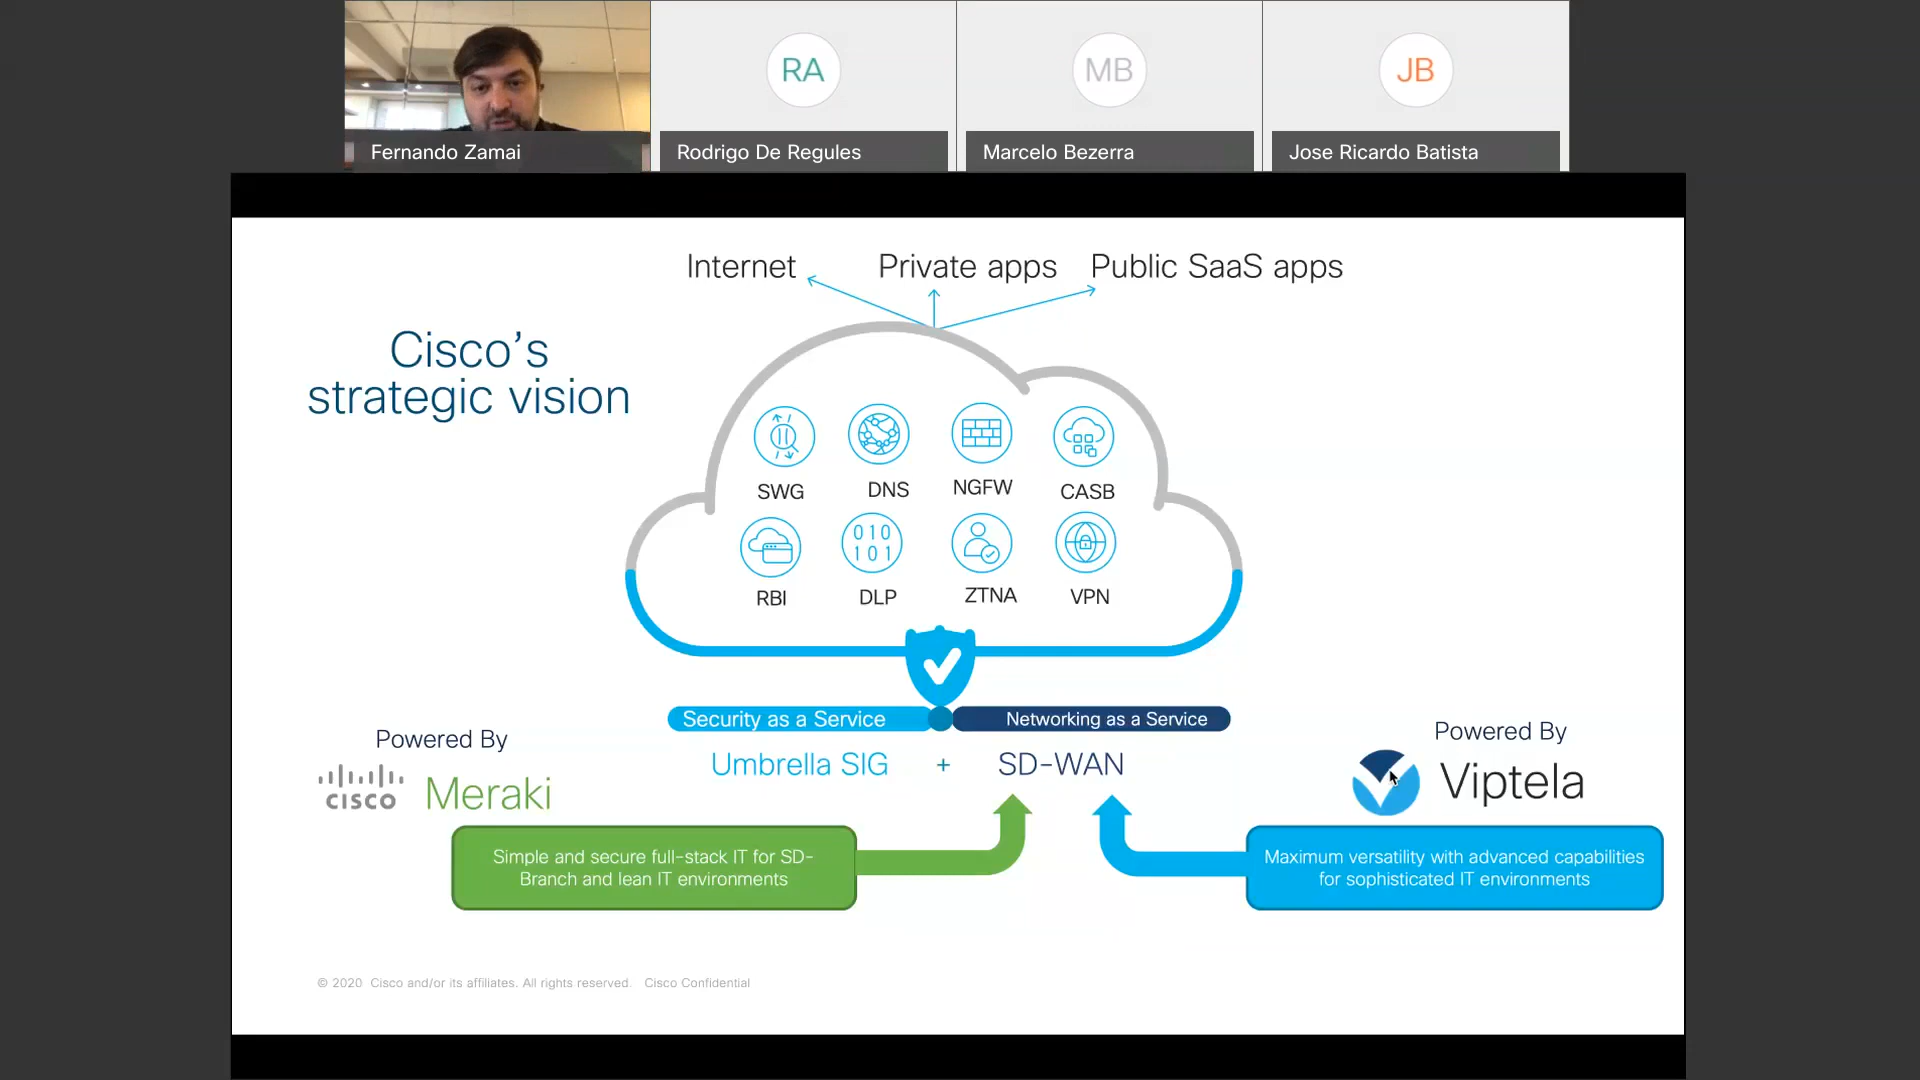 RA
MB
JB
Fernando Zamai
Rodrigo De Regules
Marcelo Bezerra
Jose Ricardo Batista
Internet
Private apps
Public SaaS apps
Cisco's
strategic vision
SWG
DNS
NGFW
CASB
010
101
RBI
DLP
ZTNA
VPN
Security as a Service
Networking as a Service
Umbrella SIG + SD-WAN
Powered By
cisco Meraki
Powered By
Viptela
Simple and secure full-stack IT for SD-
Branch and lean IT environments
Maximum versatility with advanced capabilities
for sophisticated IT environments
© 2020 Cisco and/or its affiliates. All rights reserved. Cisco Confidential